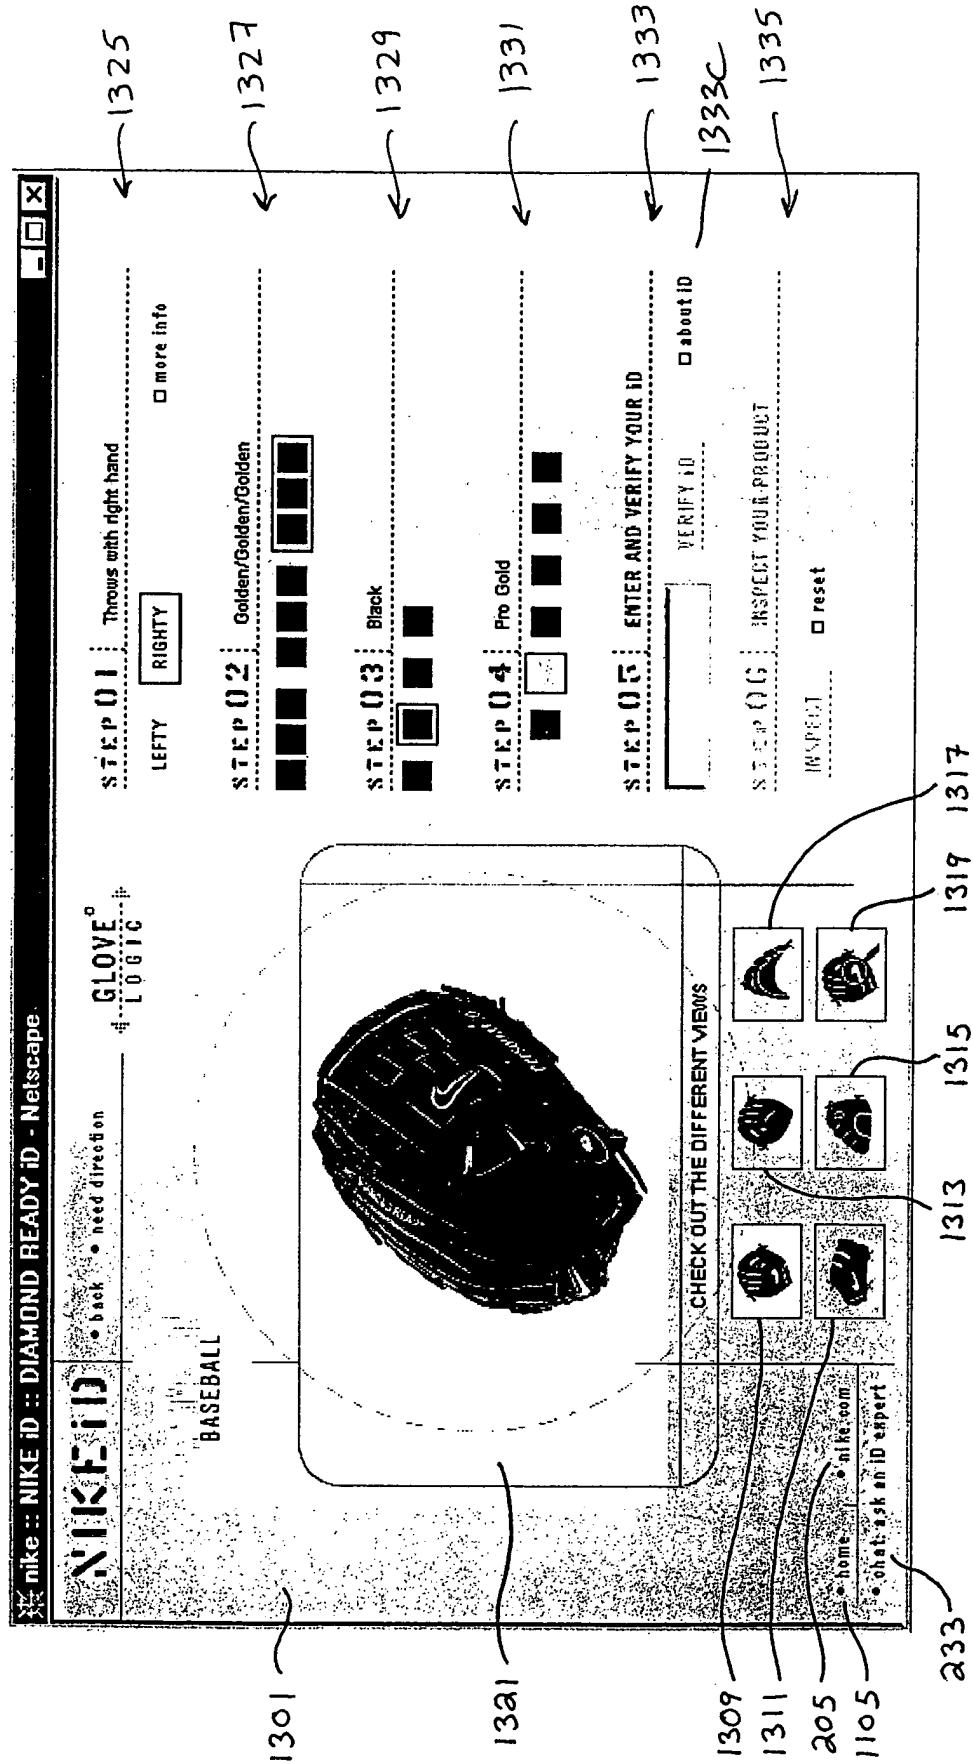 nike :: NIKE iD :: DIAMOND READY iD - Netscape
NIKE iD
• back • need direction
GLOVE
LOGIC
BASEBALL
CHECK OUT THE DIFFERENT VIEWS
• home • nike.com
• chat: ask an iD expert
STEP 01 Throws with right hand
LEFTY RIGHTY more info
STEP 02 Golden/Golden/Golden
STEP 03 Black
STEP 04 Pro Gold
STEP 05 ENTER AND VERIFY YOUR iD
VERIFY iD about iD
STEP 06 INSPECT YOUR PRODUCT
INSPECT reset
1325
1327
1329
1331
1333
1333C
1335
1301
1321
1309
1311
205
1105
233
1313
1315
1319
1317